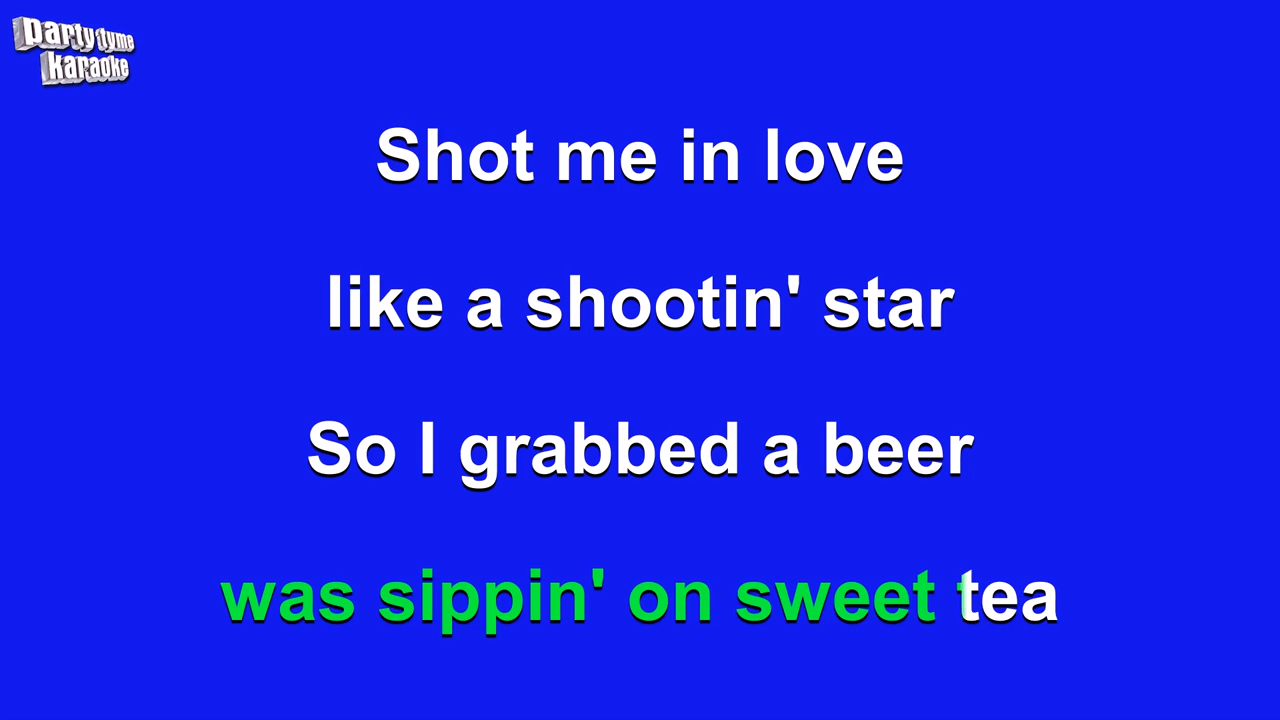 party tyme
karaoke
Shot me in love
like a shootin' star
So I grabbed a beer
was sippin' on sweet tea